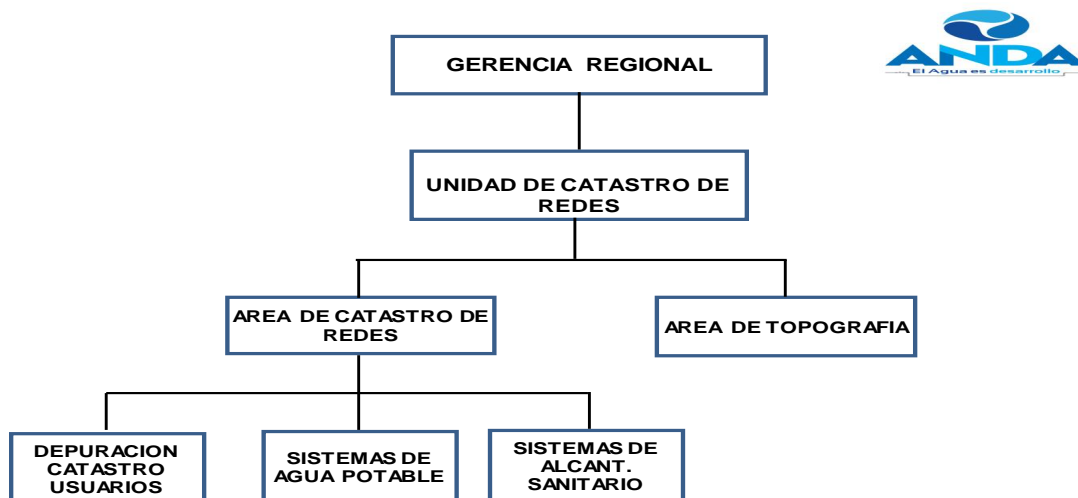 ANDA
El Agua es desarrollo
GERENCIA REGIONAL
UNIDAD DE CATASTRO DE
REDES
AREA DE CATASTRO DE
REDES
AREA DE TOPOGRAFIA
DEPURACION
CATASTRO
USUARIOS
SISTEMAS DE
AGUA POTABLE
SISTEMAS DE
ALCANT.
SANITARIO